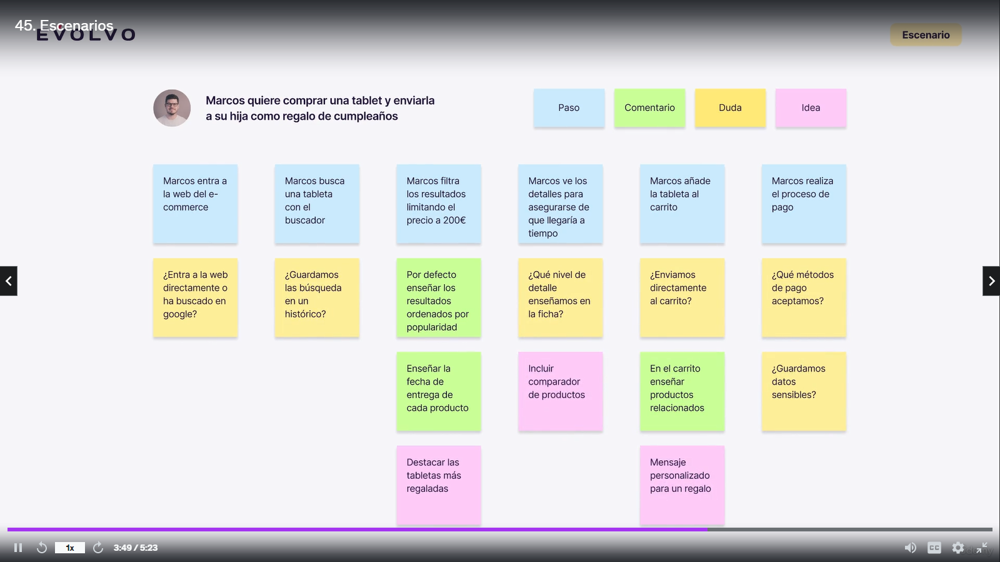 45. Escenarios
EVOLVO
Escenario
Marcos quiere comprar una tablet y enviarla
a su hija como regalo de cumpleaños
Paso
Comentario
Duda
Idea
Marcos entra a
la web del e-
commerce
Marcos busca
una tableta
con el
buscador
Marcos filtra
los resultados
limitando el
precio a 200€
Marcos ve los
detalles para
asegurarse de
que llegaría a
tiempo
Marcos añade
la tableta al
carrito
Marcos realiza
el proceso de
pago
¿Entra a la web
directamente o
ha buscado en
google?
¿Guardamos
las búsqueda
en un
histórico?
Por defecto
enseñar los
resultados
ordenados por
popularidad
¿Qué nivel de
detalle
enseñamos en
la ficha?
¿Enviamos
directamente
al carrito?
¿Qué métodos
de pago
aceptamos?
Enseñar la
fecha de
entrega de
cada producto
Incluir
comparador
de productos
En el carrito
enseñar
productos
relacionados
¿Guardamos
datos
sensibles?
Destacar las
tabletas más
regaladas
Mensaje
personalizado
para un regalo
1x
3:49 / 5:23
CC